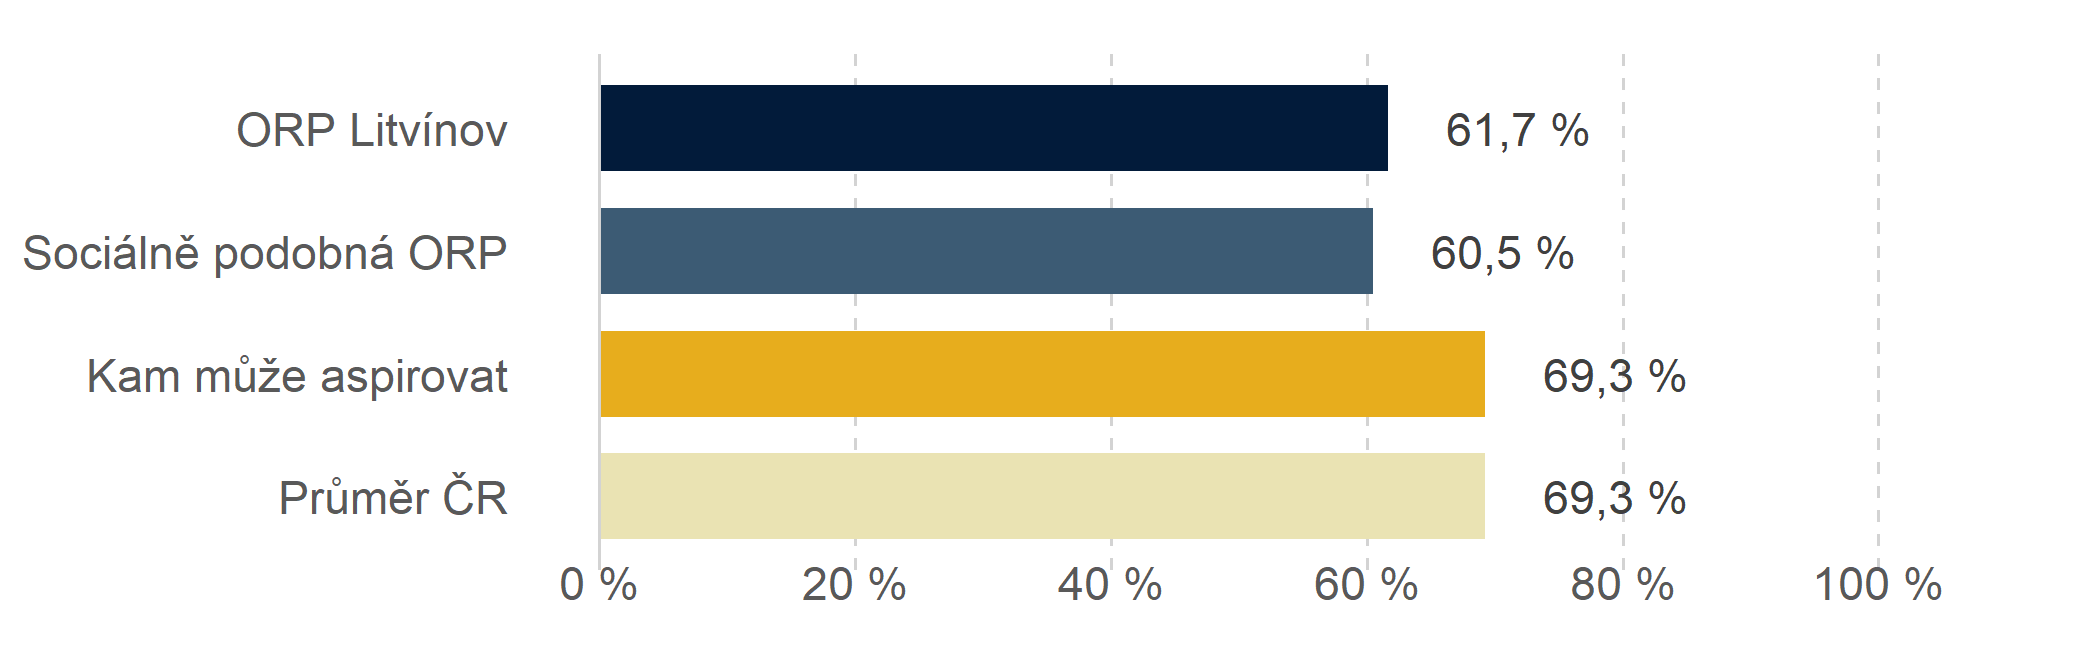 ORP Litvínov 61,7 %
Sociálně podobná ORP 60,5 %
Kam může aspirovat 69,3 %
Průměr ČR 69,3 %
0 % 20 % 40 % 60 % 80 % 100 %